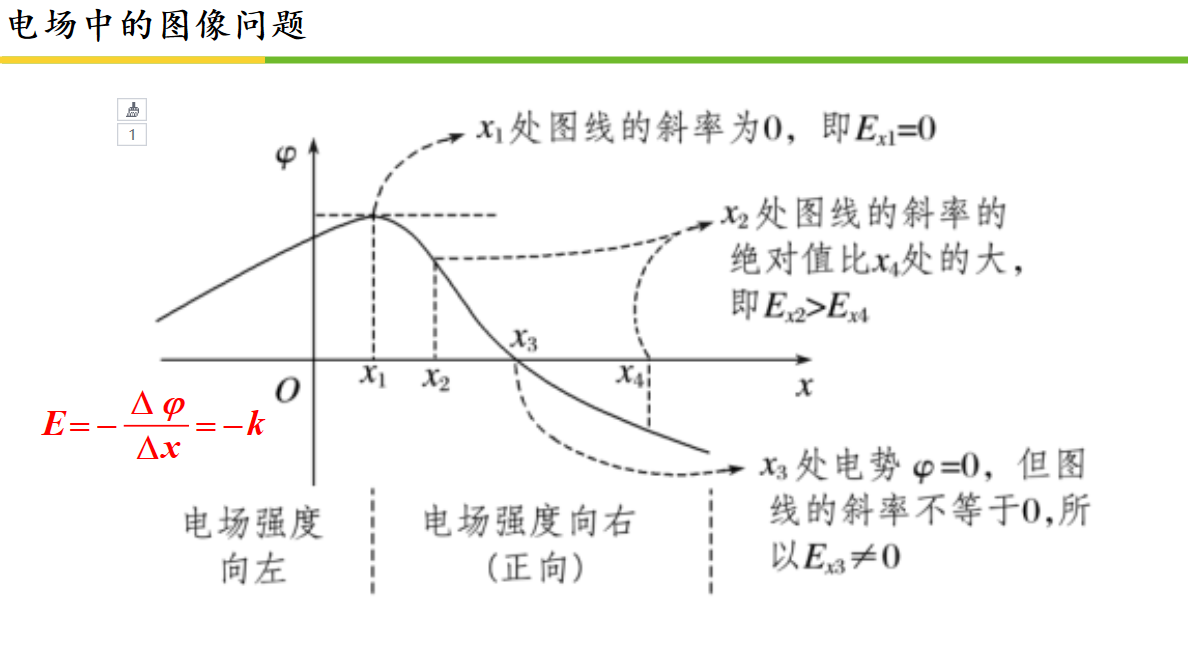 电场中的图像问题
1
x₁处图线的斜率为0，即Eₓ₁=0
φ
x₂处图线的斜率的
绝对值比x₄处的大，
即Eₓ₂>Eₓ₄
x₃
O
x₁
x₂
x₄
x
E=-Δφ/Δx=-k
x₃处电势φ=0，但图
线的斜率不等于0,所
以Eₓ₃≠0
电场强度
向左
电场强度向右
(正向)